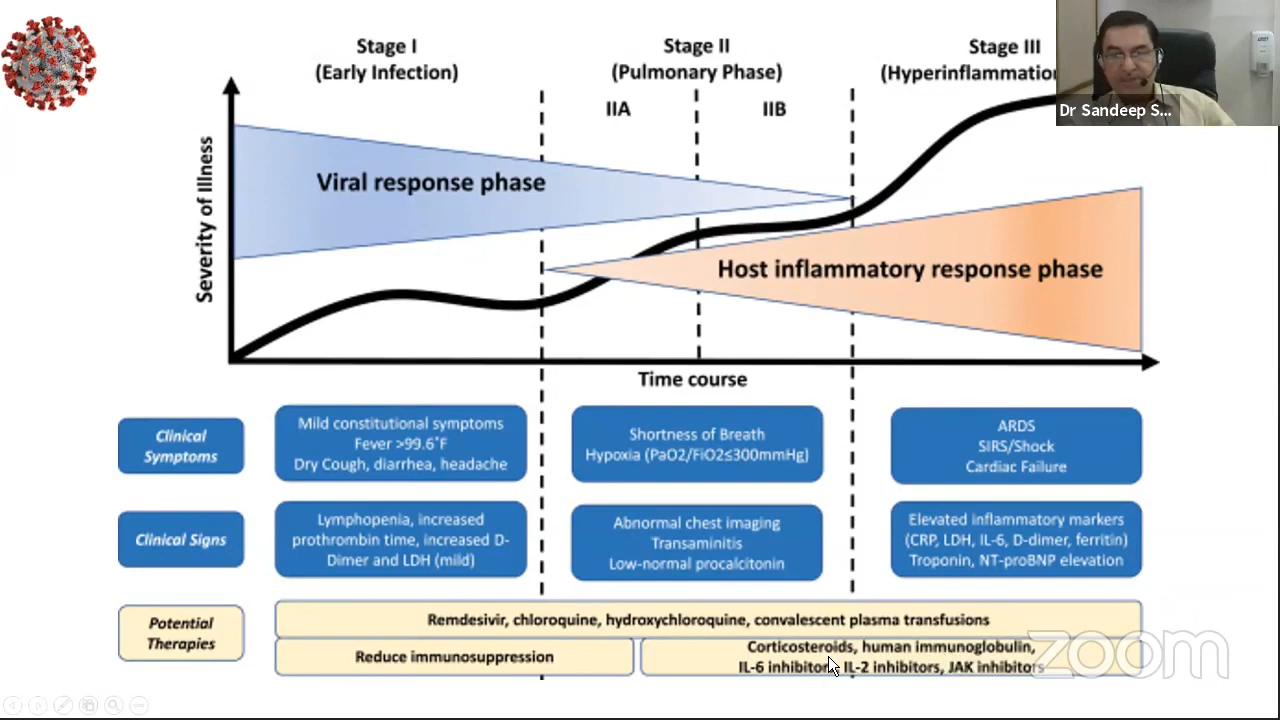 Stage I
(Early Infection)
Stage II
(Pulmonary Phase)
Stage III
(Hyperinflammation
IIA
IIB
Dr Sandeep S...
Severity of Illness
Viral response phase
Host inflammatory response phase
Time course
Clinical
Symptoms
Mild constitutional symptoms
Fever >99.6°F
Dry Cough, diarrhea, headache
Shortness of Breath
Hypoxia (PaO2/FiO2≤300mmHg)
ARDS
SIRS/Shock
Cardiac Failure
Clinical Signs
Lymphopenia, increased
prothrombin time, increased D-
Dimer and LDH (mild)
Abnormal chest imaging
Transaminitis
Low-normal procalcitonin
Elevated inflammatory markers
(CRP, LDH, IL-6, D-dimer, ferritin)
Troponin, NT-proBNP elevation
Potential
Therapies
Remdesivir, chloroquine, hydroxychloroquine, convalescent plasma transfusions
Reduce immunosuppression
Corticosteroids, human immunoglobulin,
IL-6 inhibitors, IL-2 inhibitors, JAK inhibitors
zoom